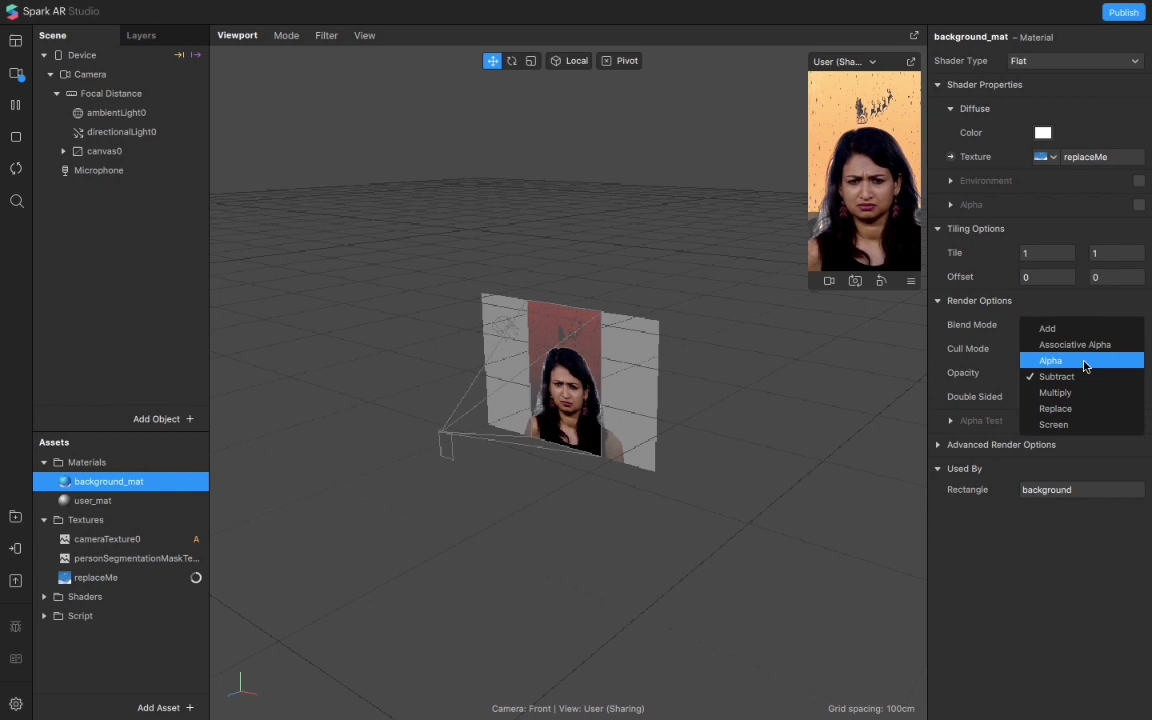 Spark AR Studio
Publish
Scene
Layers
Device
Camera
Focal Distance
ambientLight0
directionalLight0
canvas0
Microphone
Add Object +
Assets
Materials
background_mat
user_mat
Textures
cameraTexture0 A
personSegmentationMaskTe...
replaceMe
Shaders
Script
Add Asset +
Viewport Mode Filter View
Local
Pivot
User (Sha...
Camera: Front | View: User (Sharing)
Grid spacing: 100cm
background_mat – Material
Shader Type Flat
Shader Properties
Diffuse
Color
Texture replaceMe
Environment
Alpha
Tiling Options
Tile 1 1
Offset 0 0
Render Options
Blend Mode
Cull Mode
Opacity
Double Sided
Alpha Test
Add
Associative Alpha
Alpha
Subtract
Multiply
Replace
Screen
Advanced Render Options
Used By
Rectangle background